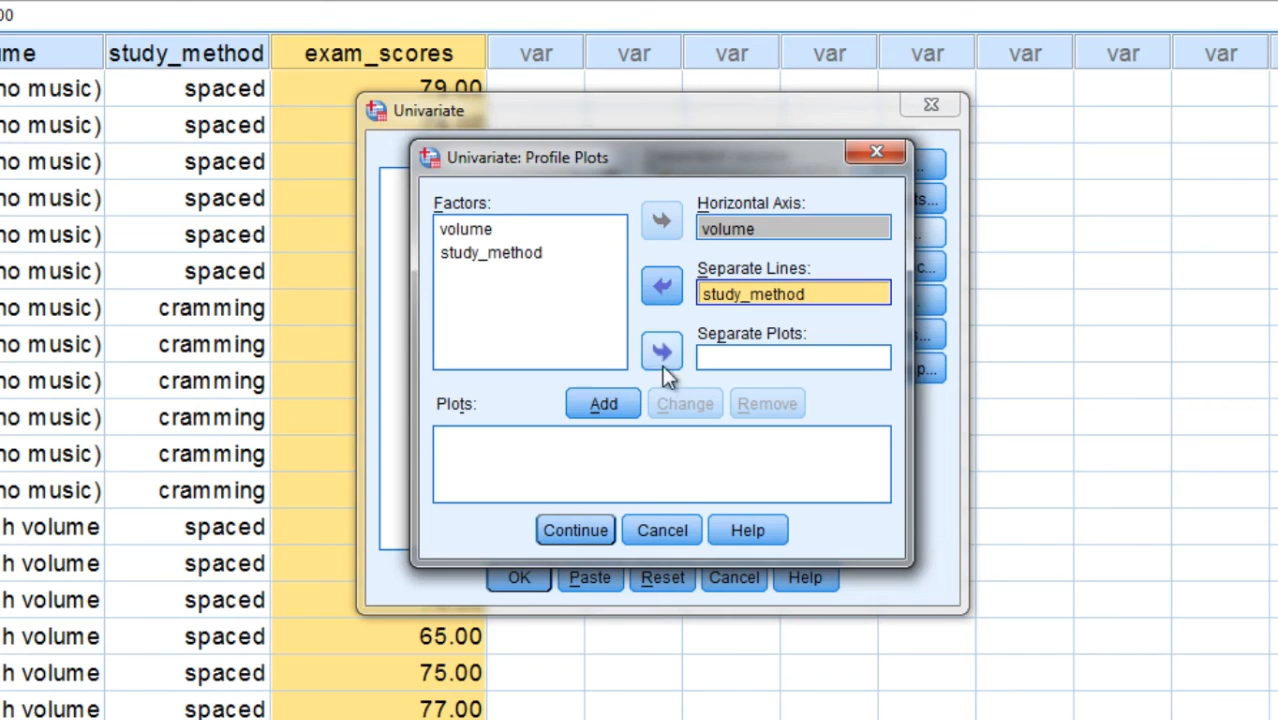 00
me study_method exam_scores var var var var var var var var
no music) spaced 79.00
no music) spaced
no music) spaced
no music) spaced
no music) spaced
no music) spaced
no music) cramming
no music) cramming
no music) cramming
no music) cramming
no music) cramming
no music) cramming
h volume spaced
h volume spaced
h volume spaced
h volume spaced 65.00
h volume spaced 75.00
h volume spaced 77.00
Univariate
Univariate: Profile Plots
Factors:
volume
study_method
Horizontal Axis:
volume
Separate Lines:
study_method
Separate Plots:
Plots: Add Change Remove
Continue Cancel Help
OK Paste Reset Cancel Help
ts...
c...
p...